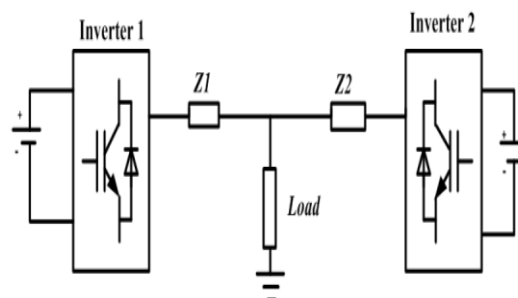 Inverter 1
Inverter 2
Z1
Z2
+
-
+
-
Load